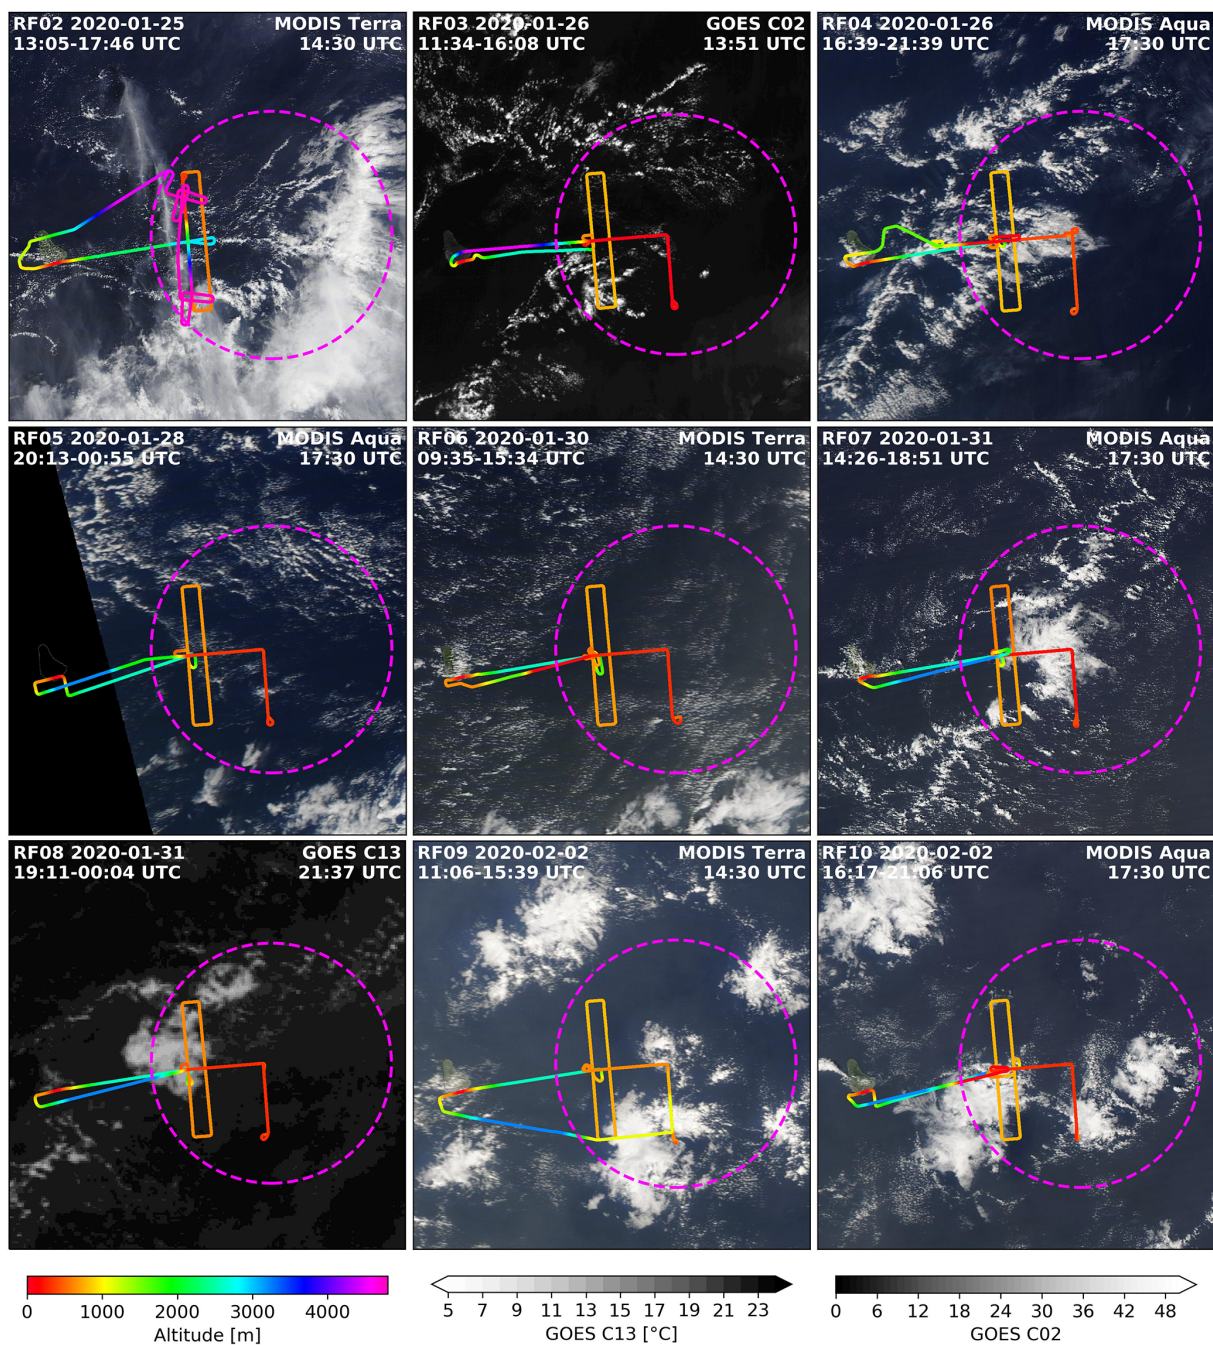 RF02 2020-01-25 MODIS Terra
13:05-17:46 UTC 14:30 UTC
RF03 2020-01-26 GOES C02
11:34-16:08 UTC 13:51 UTC
RF04 2020-01-26 MODIS Aqua
16:39-21:39 UTC 17:30 UTC
RF05 2020-01-28 MODIS Aqua
20:13-00:55 UTC 17:30 UTC
RF06 2020-01-30 MODIS Terra
09:35-15:34 UTC 14:30 UTC
RF07 2020-01-31 MODIS Aqua
14:26-18:51 UTC 17:30 UTC
RF08 2020-01-31 GOES C13
19:11-00:04 UTC 21:37 UTC
RF09 2020-02-02 MODIS Terra
11:06-15:39 UTC 14:30 UTC
RF10 2020-02-02 MODIS Aqua
16:17-21:06 UTC 17:30 UTC
0 1000 2000 3000 4000
Altitude [m]
5 7 9 11 13 15 17 19 21 23
GOES C13 [°C]
0 6 12 18 24 30 36 42 48
GOES C02